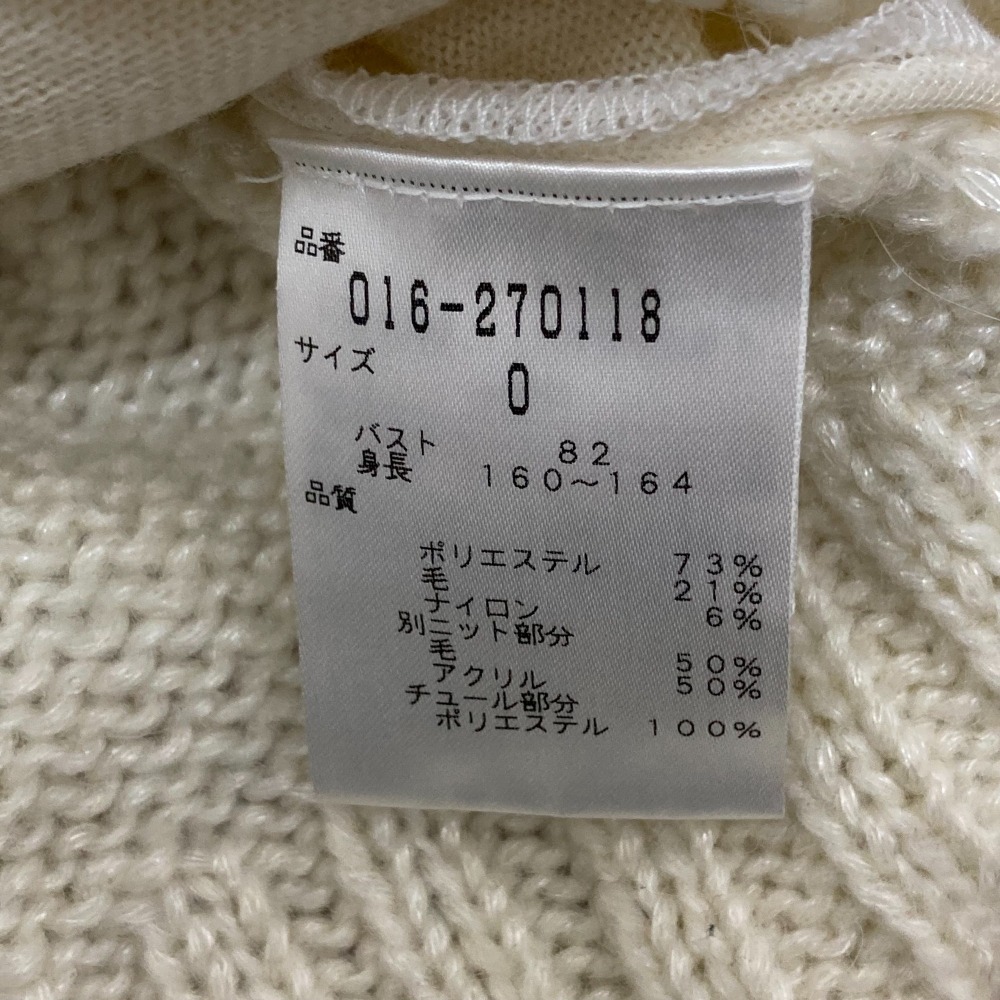 品番
016-270118
サイズ
0
バスト 82
身長 160～164
品質
ポリエステル 73%
毛 21%
ナイロン 6%
別ニット部分
毛 50%
アクリル 50%
チュール部分
ポリエステル 100%